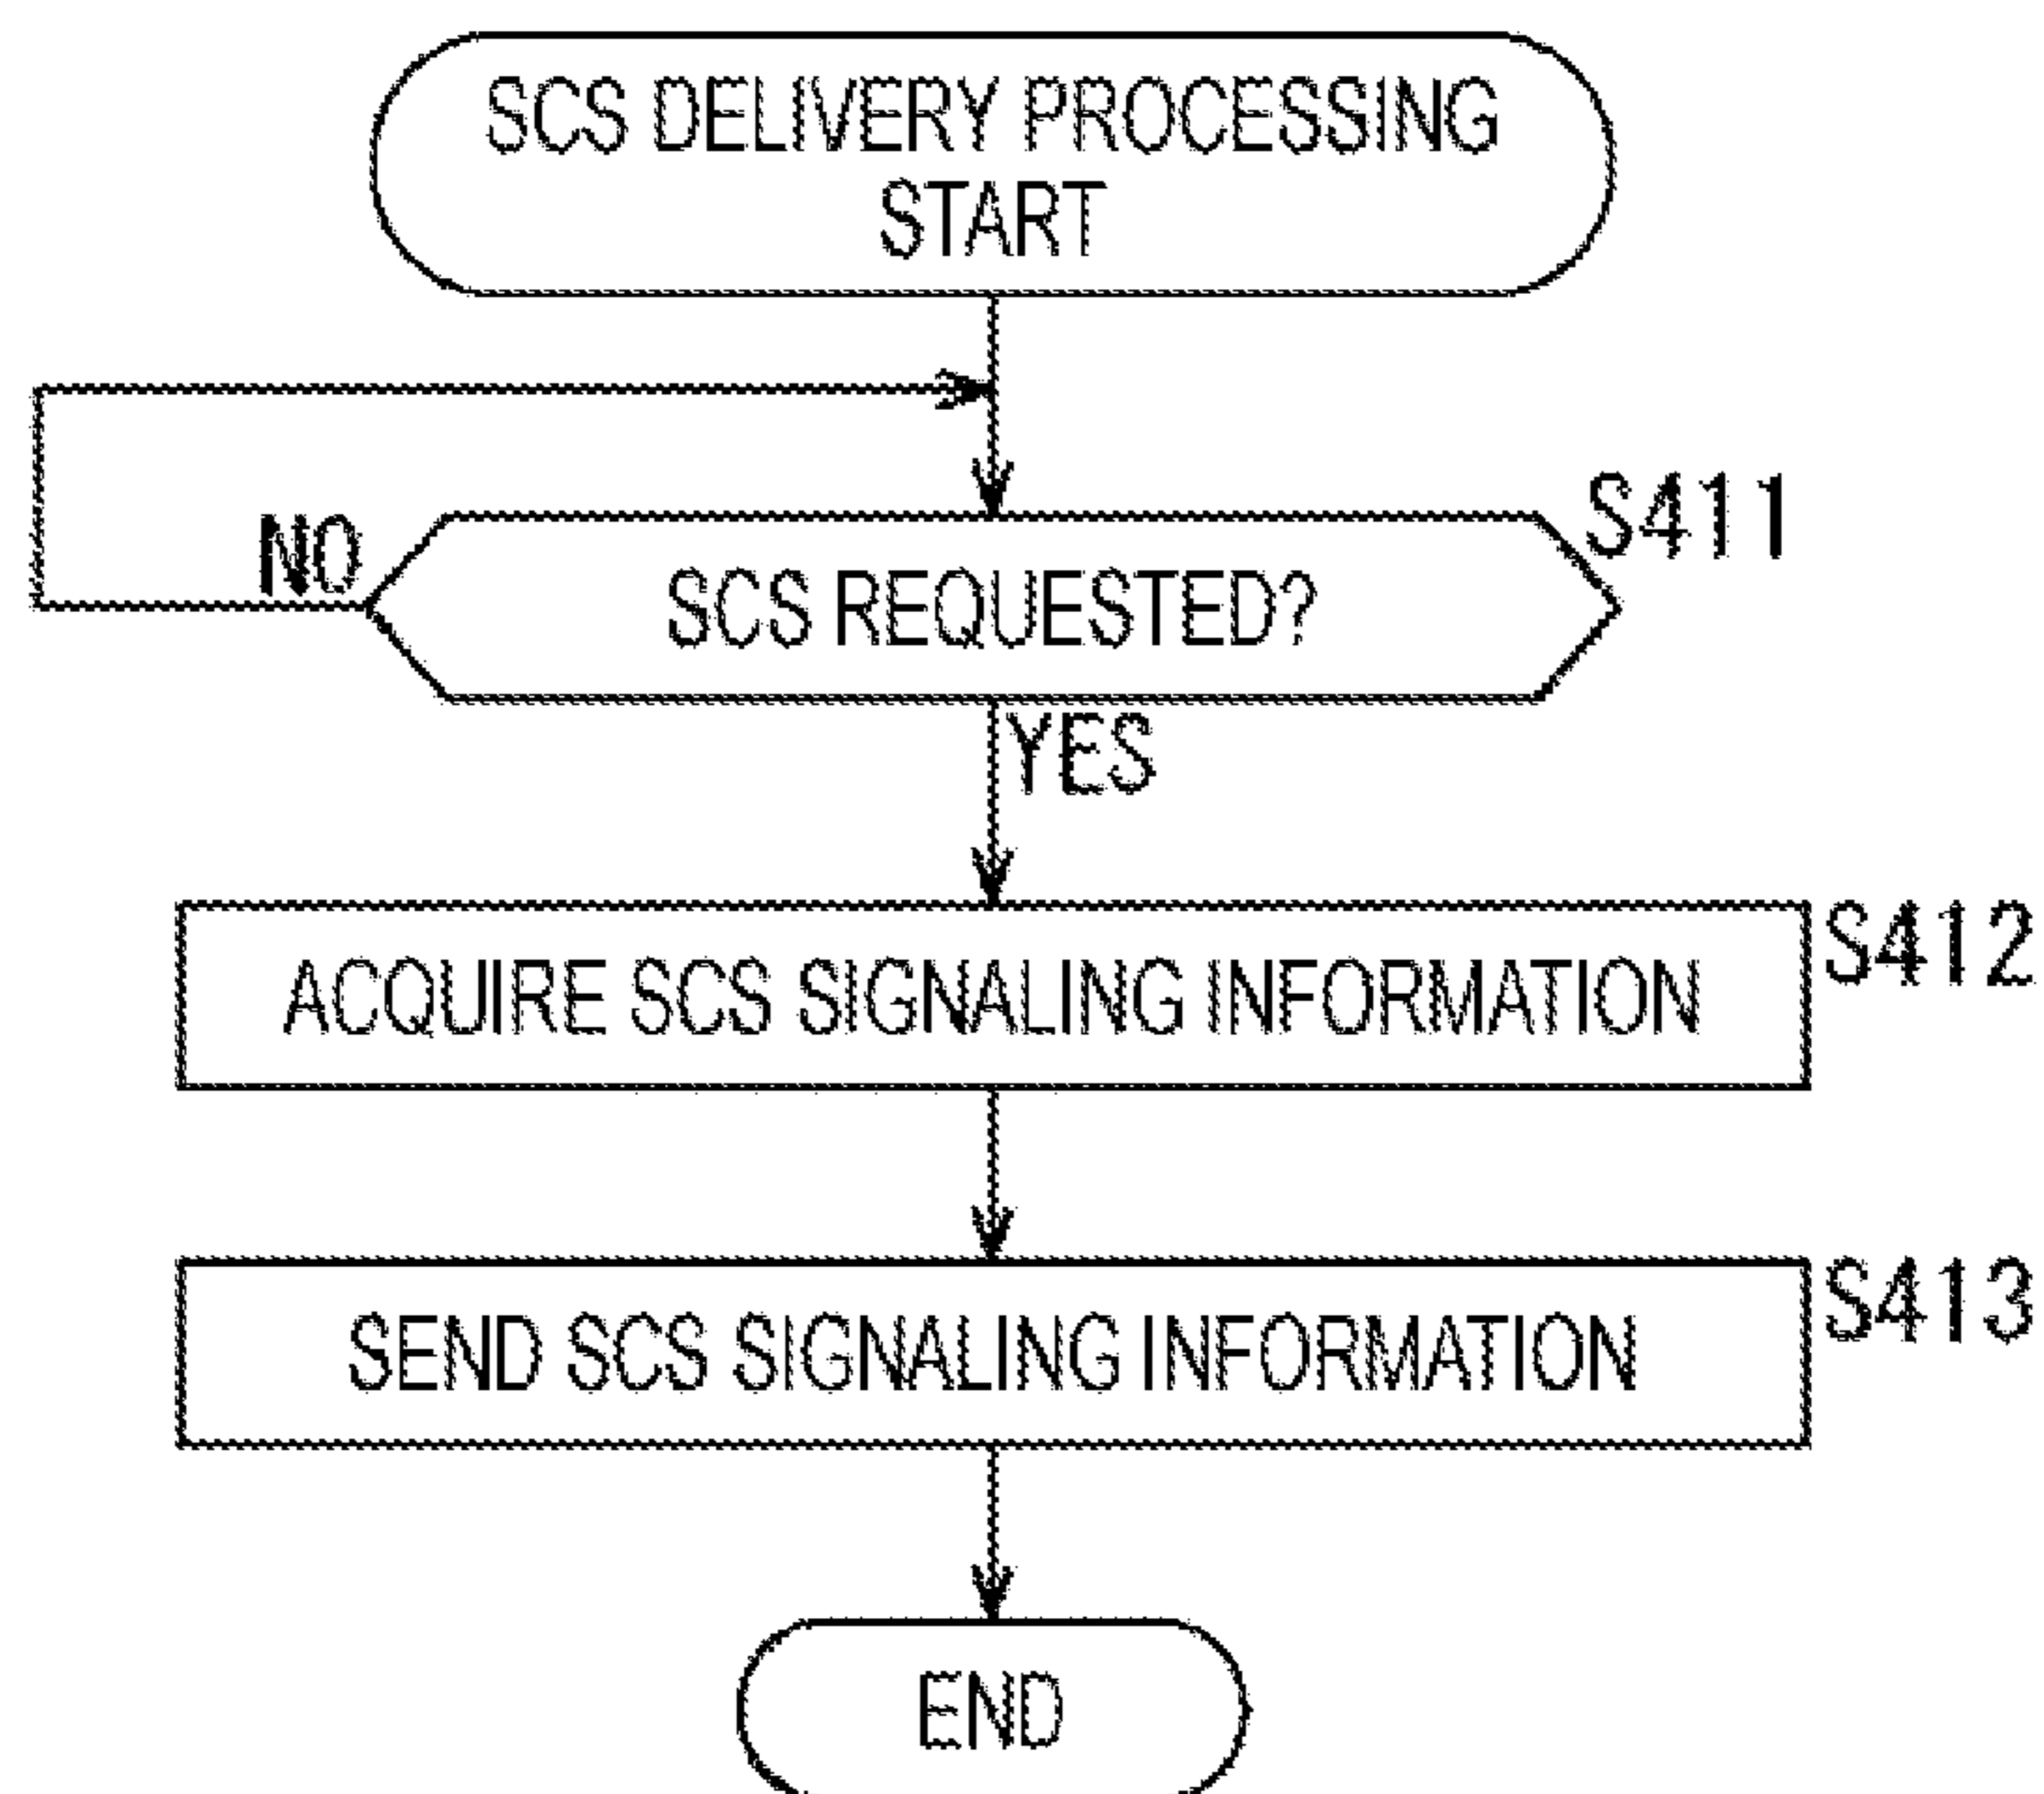 SCS DELIVERY PROCESSING
START
S411
NO
SCS REQUESTED?
YES
S412
ACQUIRE SCS SIGNALING INFORMATION
S413
SEND SCS SIGNALING INFORMATION
END